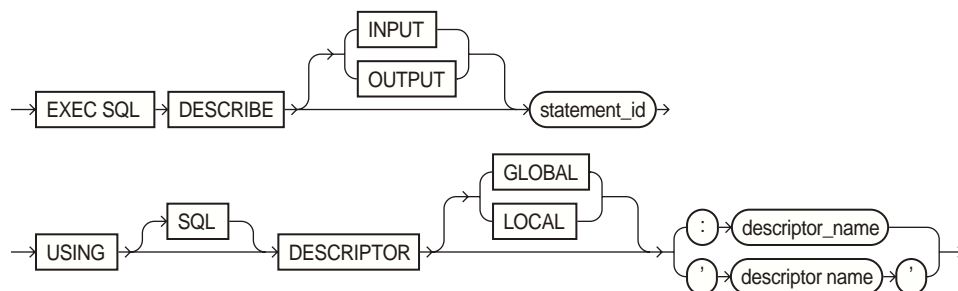 INPUT
OUTPUT
EXEC SQL DESCRIBE statement_id
GLOBAL
LOCAL
SQL
USING DESCRIPTOR
: descriptor_name
' descriptor name '